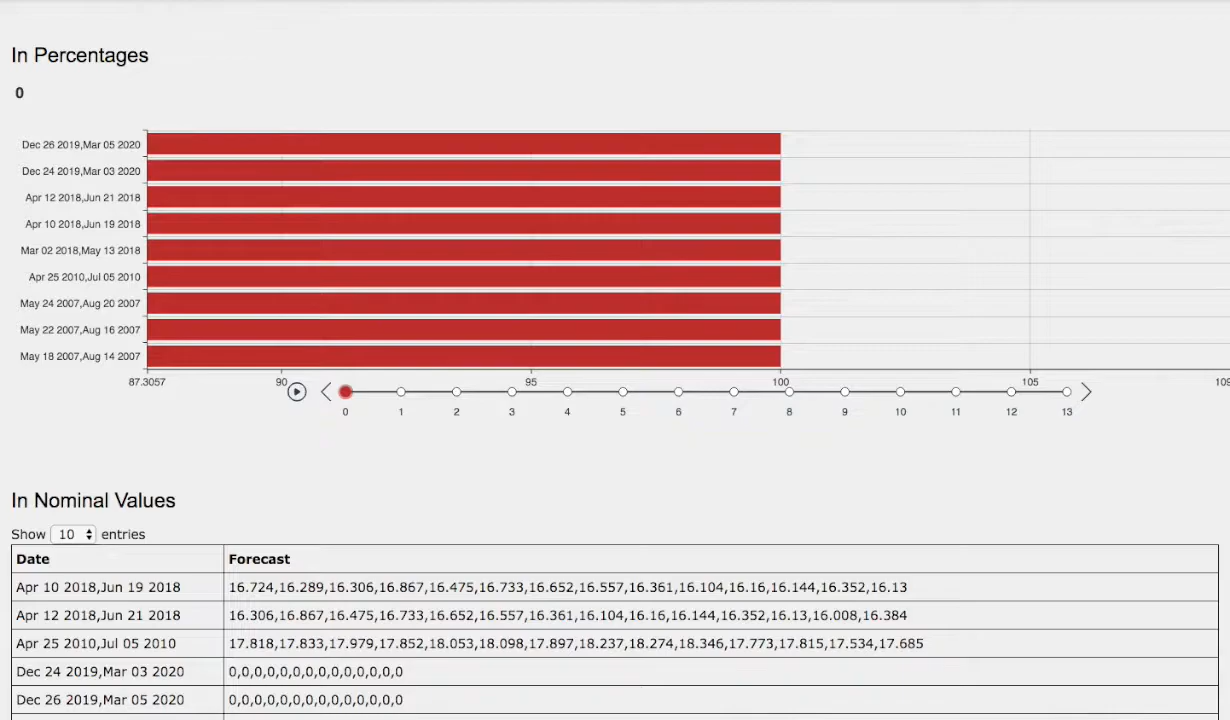 In Percentages
0
Dec 26 2019,Mar 05 2020
Dec 24 2019,Mar 03 2020
Apr 12 2018,Jun 21 2018
Apr 10 2018,Jun 19 2018
Mar 02 2018,May 13 2018
Apr 25 2010,Jul 05 2010
May 24 2007,Aug 20 2007
May 22 2007,Aug 16 2007
May 18 2007,Aug 14 2007
87.3057 90 95 100 105 109
0 1 2 3 4 5 6 7 8 9 10 11 12 13
In Nominal Values
Show 10 entries
Date Forecast
Apr 10 2018,Jun 19 2018 16.724,16.289,16.306,16.867,16.475,16.733,16.652,16.557,16.361,16.104,16.16,16.144,16.352,16.13
Apr 12 2018,Jun 21 2018 16.306,16.867,16.475,16.733,16.652,16.557,16.361,16.104,16.16,16.144,16.352,16.13,16.008,16.384
Apr 25 2010,Jul 05 2010 17.818,17.833,17.979,17.852,18.053,18.098,17.897,18.237,18.274,18.346,17.773,17.815,17.534,17.685
Dec 24 2019,Mar 03 2020 0,0,0,0,0,0,0,0,0,0,0,0,0,0
Dec 26 2019,Mar 05 2020 0,0,0,0,0,0,0,0,0,0,0,0,0,0